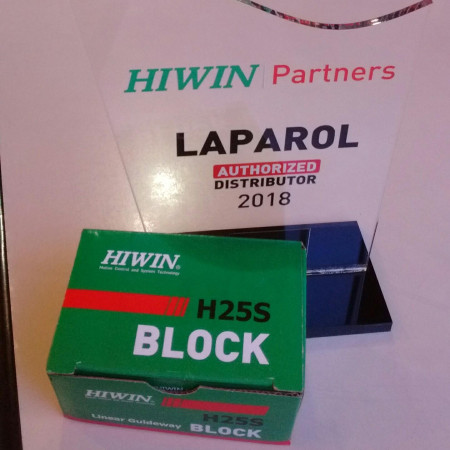 HIWIN | Partners
LAPAROL
AUTHORIZED
DISTRIBUTOR
2018
HIWIN®
Motion Control and System Technology
H25S
BLOCK
HIWIN
H25S
Linear Guideway
BLOCK